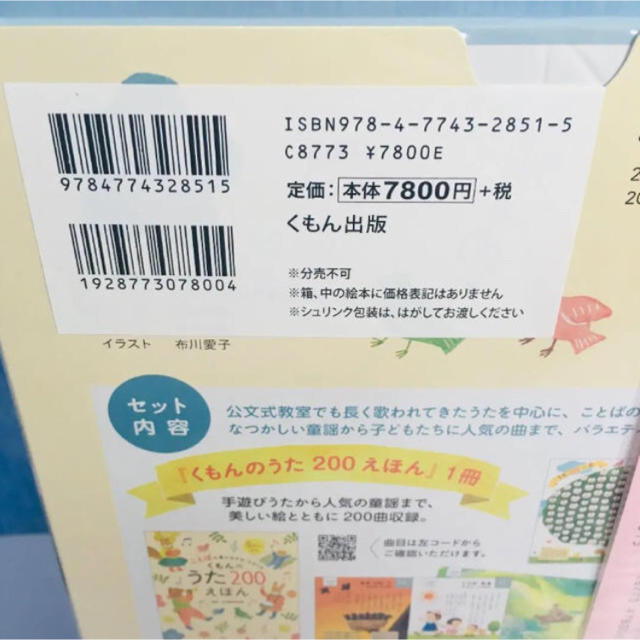 ISBN978-4-7743-2851-5
C8773 ¥7800E
9784774328515
定価：本体7800円+税
くもん出版
1928773078004
※分売不可
※箱、中の絵本に価格表記はありません
※シュリンク包装は、はがしてお渡しください
イラスト 布川愛子
セット
内容
公文式教室でも長く歌われてきたうたを中心に、ことばの
なつかしい童謡から子どもたちに人気の曲まで、バラエテ
『くもんのうた 200 えほん』1冊
手遊びうたから人気の童謡まで、
美しい絵とともに 200曲収録。
曲目は左コードから
ご確認いただけます。
くもんの
うた200
えほん